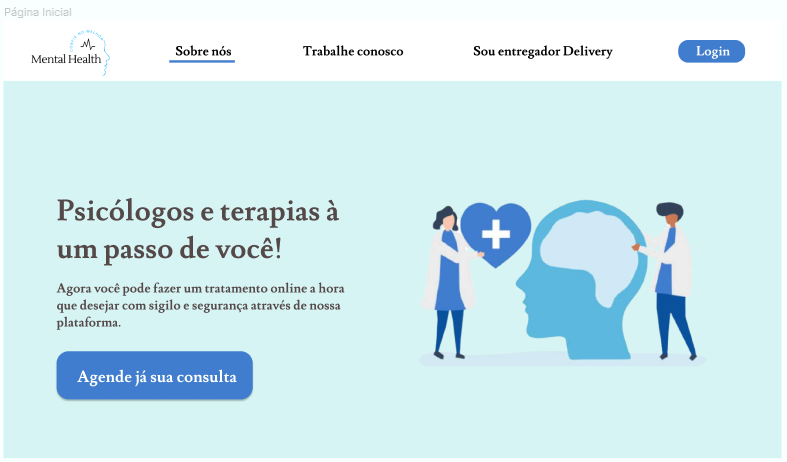 Página Inicial
Mental Health
Sobre nós
Trabalhe conosco
Sou entregador Delivery
Login
Psicólogos e terapias à
um passo de você!
Agora você pode fazer um tratamento online a hora
que desejar com sigilo e segurança através de nossa
plataforma.
Agende já sua consulta